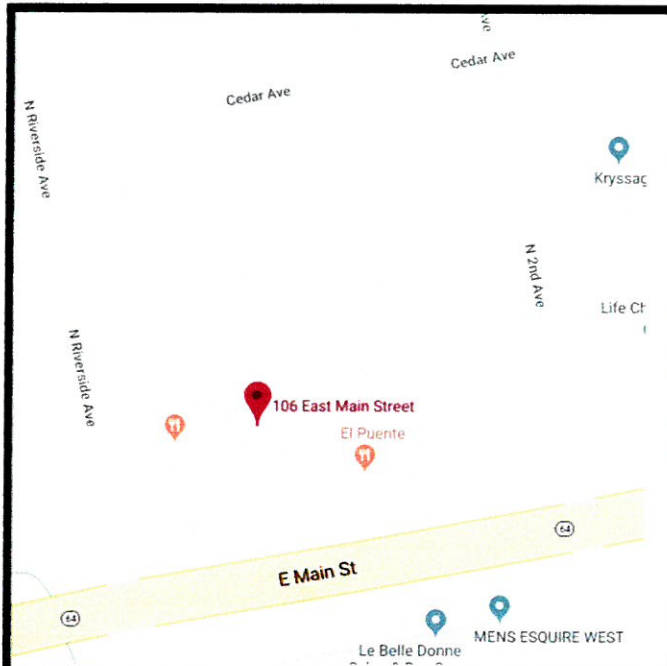 Cedar Ave
Cedar Ave
N Riverside Ave
Kryssag
N 2nd Ave
Life Ch
N Riverside Ave
106 East Main Street
El Puente
64
E Main St
64
MENS ESQUIRE WEST
Le Belle Donne